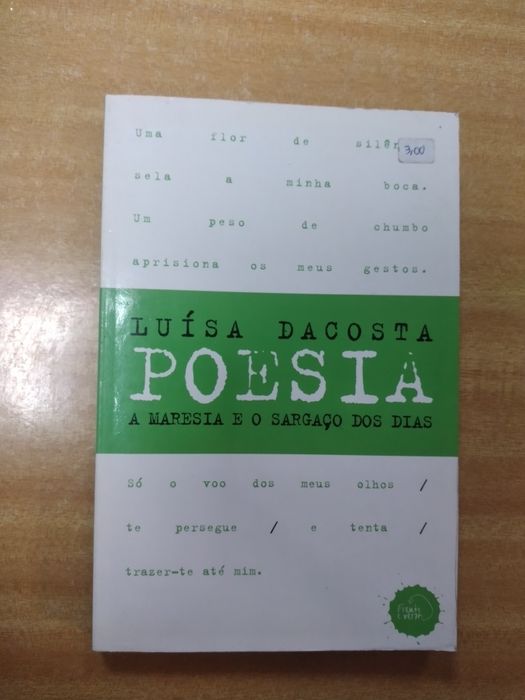 Uma flor de silên
3,00
sela a minha boca.
Um peso de chumbo
aprisiona os meus gestos.
LUÍSA DACOSTA
POESIA
A MARESIA E O SARGAÇO DOS DIAS
Só o voo dos meus olhos /
te persegue / e tenta /
trazer-te até mim.